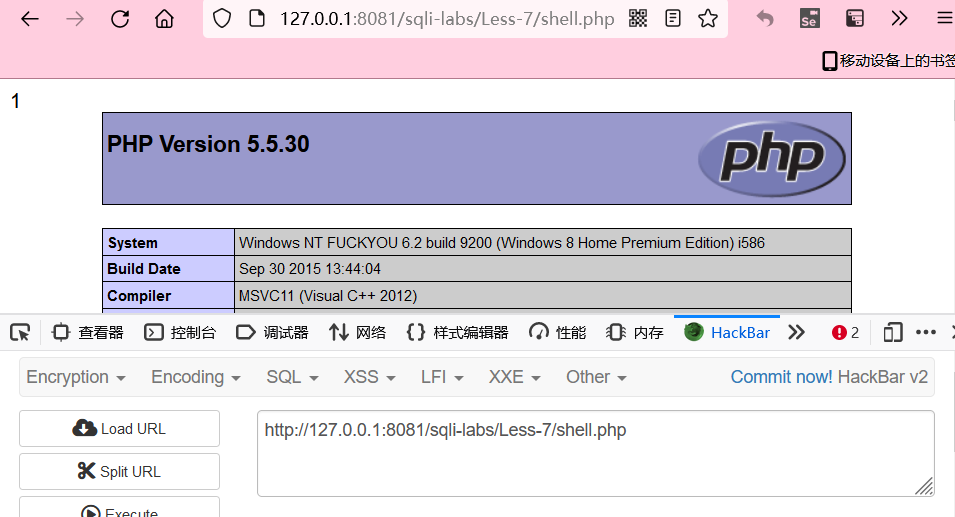 127.0.0.1:8081/sqli-labs/Less-7/shell.php Se
移动设备上的书签
1
PHP Version 5.5.30 php
System Windows NT FUCKYOU 6.2 build 9200 (Windows 8 Home Premium Edition) i586
Build Date Sep 30 2015 13:44:04
Compiler MSVC11 (Visual C++ 2012)
查看器 控制台 调试器 网络 样式编辑器 性能 内存 HackBar 2
Encryption Encoding SQL XSS LFI XXE Other Commit now! HackBar v2
Load URL http://127.0.0.1:8081/sqli-labs/Less-7/shell.php
Split URL
Execute